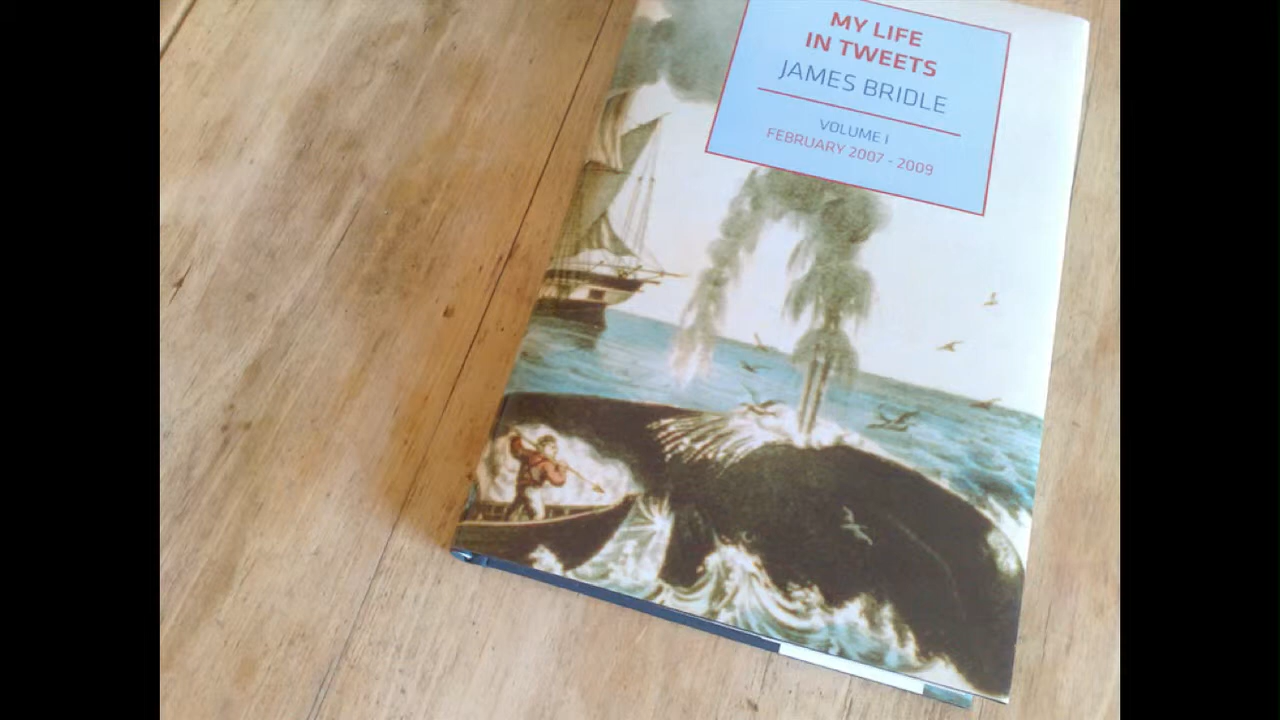 MY LIFE
IN TWEETS
JAMES BRIDLE
VOLUME I
FEBRUARY 2007 - 2009